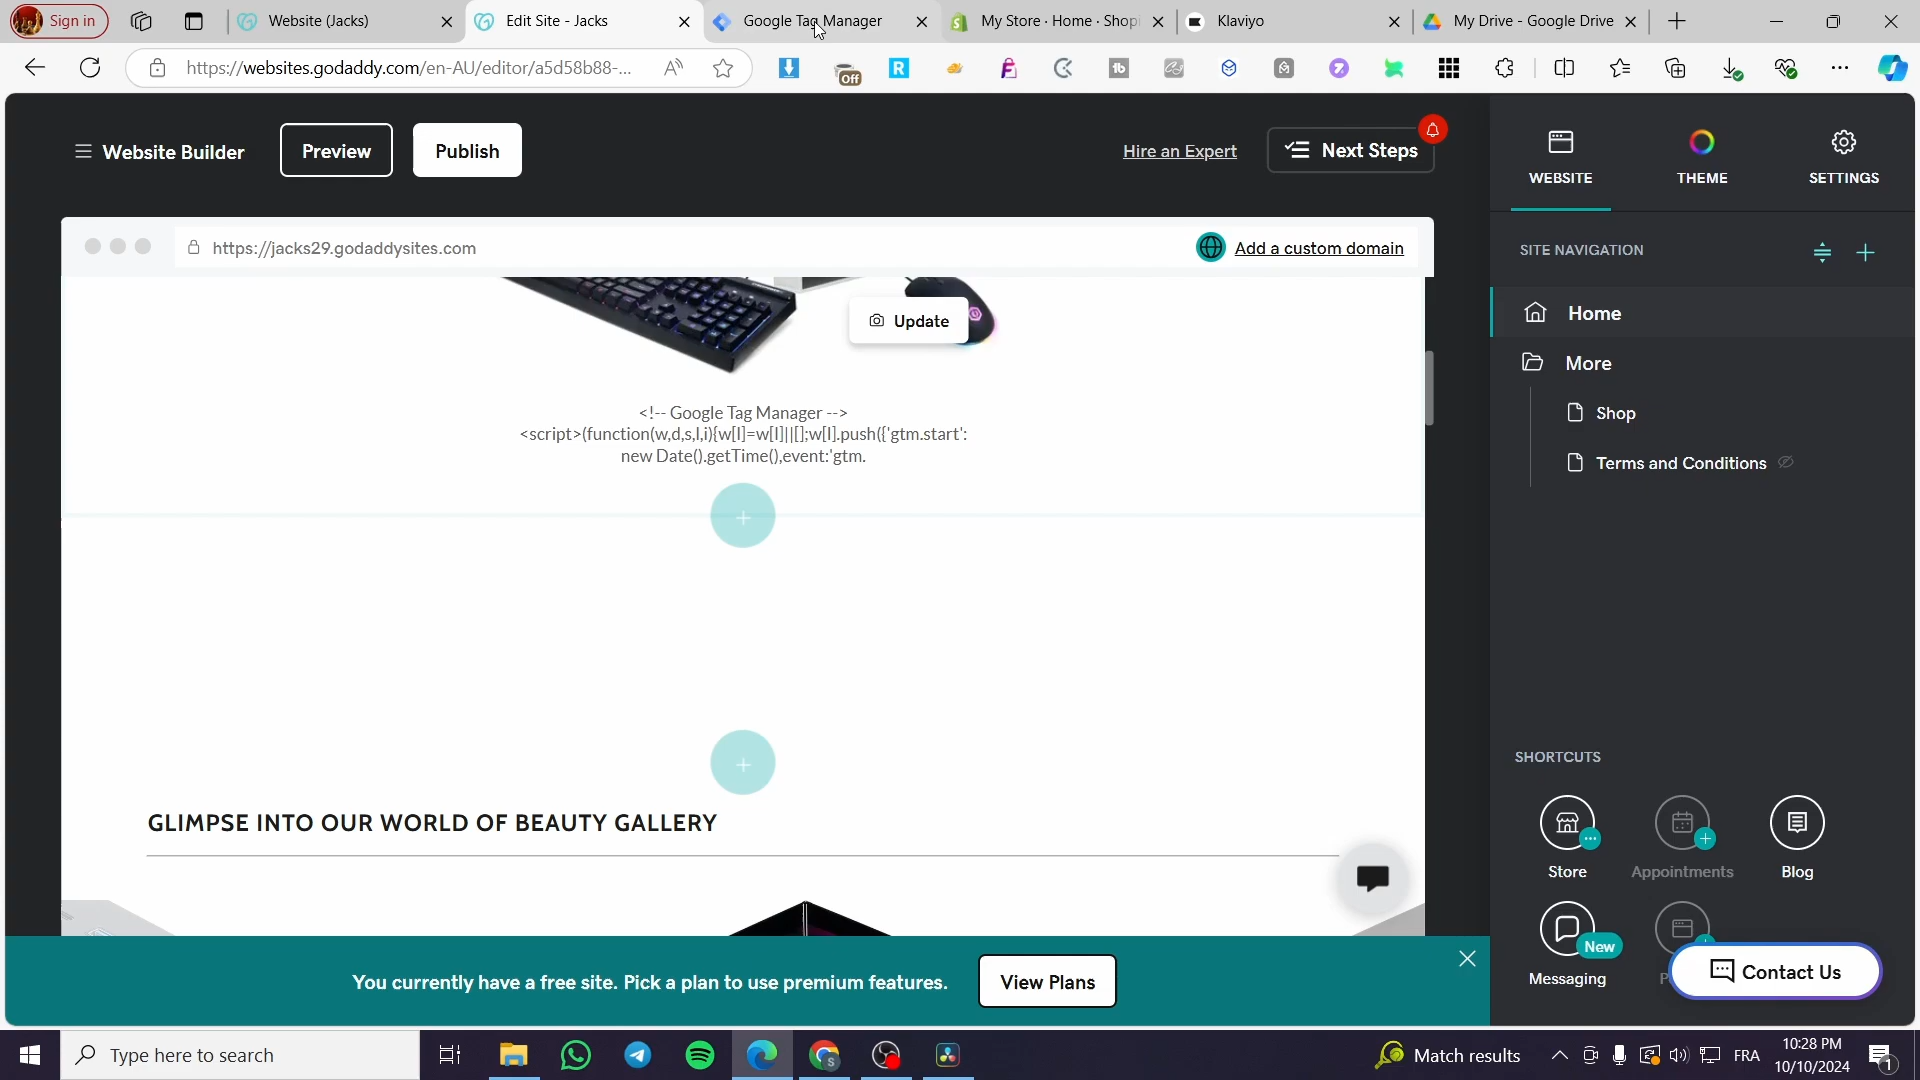 Sign in
Website (Jacks)
Edit Site - Jacks
Google Tag Manager
My Store · Home · Shopi
Klaviyo
My Drive - Google Drive
https://websites.godaddy.com/en-AU/editor/a5d58b88-...
Off
Website Builder
Preview
Publish
Hire an Expert
Next Steps
WEBSITE
THEME
SETTINGS
https://jacks29.godaddysites.com
Add a custom domain
SITE NAVIGATION
Home
More
Shop
Terms and Conditions
Update
<!-- Google Tag Manager -->
<script>(function(w,d,s,l,i){w[l]=w[l]||[];w[l].push({'gtm.start':
new Date().getTime(),event:'gtm.
GLIMPSE INTO OUR WORLD OF BEAUTY GALLERY
SHORTCUTS
Store
Appointments
Blog
Messaging
New
Contact Us
You currently have a free site. Pick a plan to use premium features.
View Plans
Type here to search
Match results
FRA
10:28 PM
10/10/2024
1